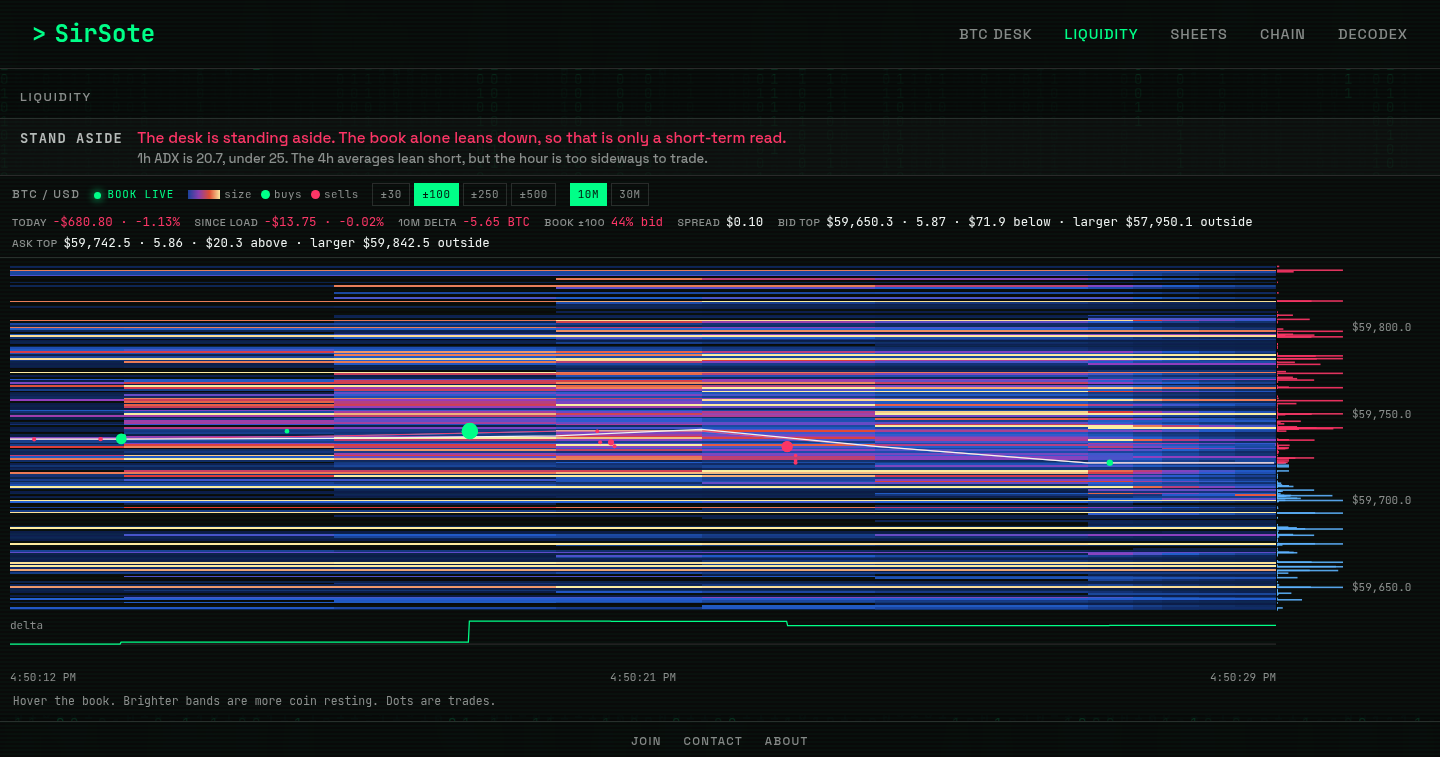 > SirSote
BTC DESK LIQUIDITY SHEETS CHAIN DECODEX
LIQUIDITY
STAND ASIDE The desk is standing aside. The book alone leans down, so that is only a short-term read.
1h ADX is 20.7, under 25. The 4h averages lean short, but the hour is too sideways to trade.
BTC / USD BOOK LIVE size buys sells ±30 ±100 ±250 ±500 10M 30M
TODAY -$680.80 · -1.13% SINCE LOAD -$13.75 · -0.02% 10M DELTA -5.65 BTC BOOK ±100 44% bid SPREAD $0.10 BID TOP $59,650.3 · 5.87 · $71.9 below · larger $57,950.1 outside
ASK TOP $59,742.5 · 5.86 · $20.3 above · larger $59,842.5 outside
$59,800.0
$59,750.0
$59,700.0
$59,650.0
delta
4:50:12 PM 4:50:21 PM 4:50:29 PM
Hover the book. Brighter bands are more coin resting. Dots are trades.
JOIN CONTACT ABOUT